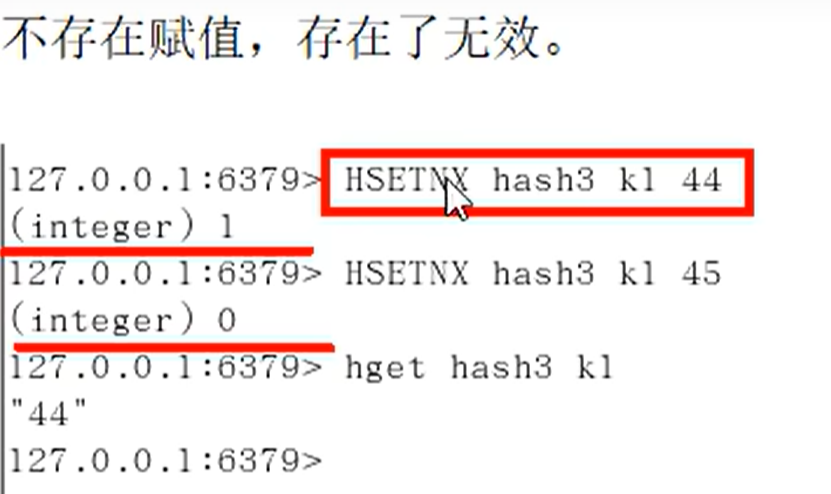 不存在赋值，存在了无效。
127.0.0.1:6379> HSETNX hash3 k1 44
(integer) 1
127.0.0.1:6379> HSETNX hash3 k1 45
(integer) 0
127.0.0.1:6379> hget hash3 k1
"44"
127.0.0.1:6379>